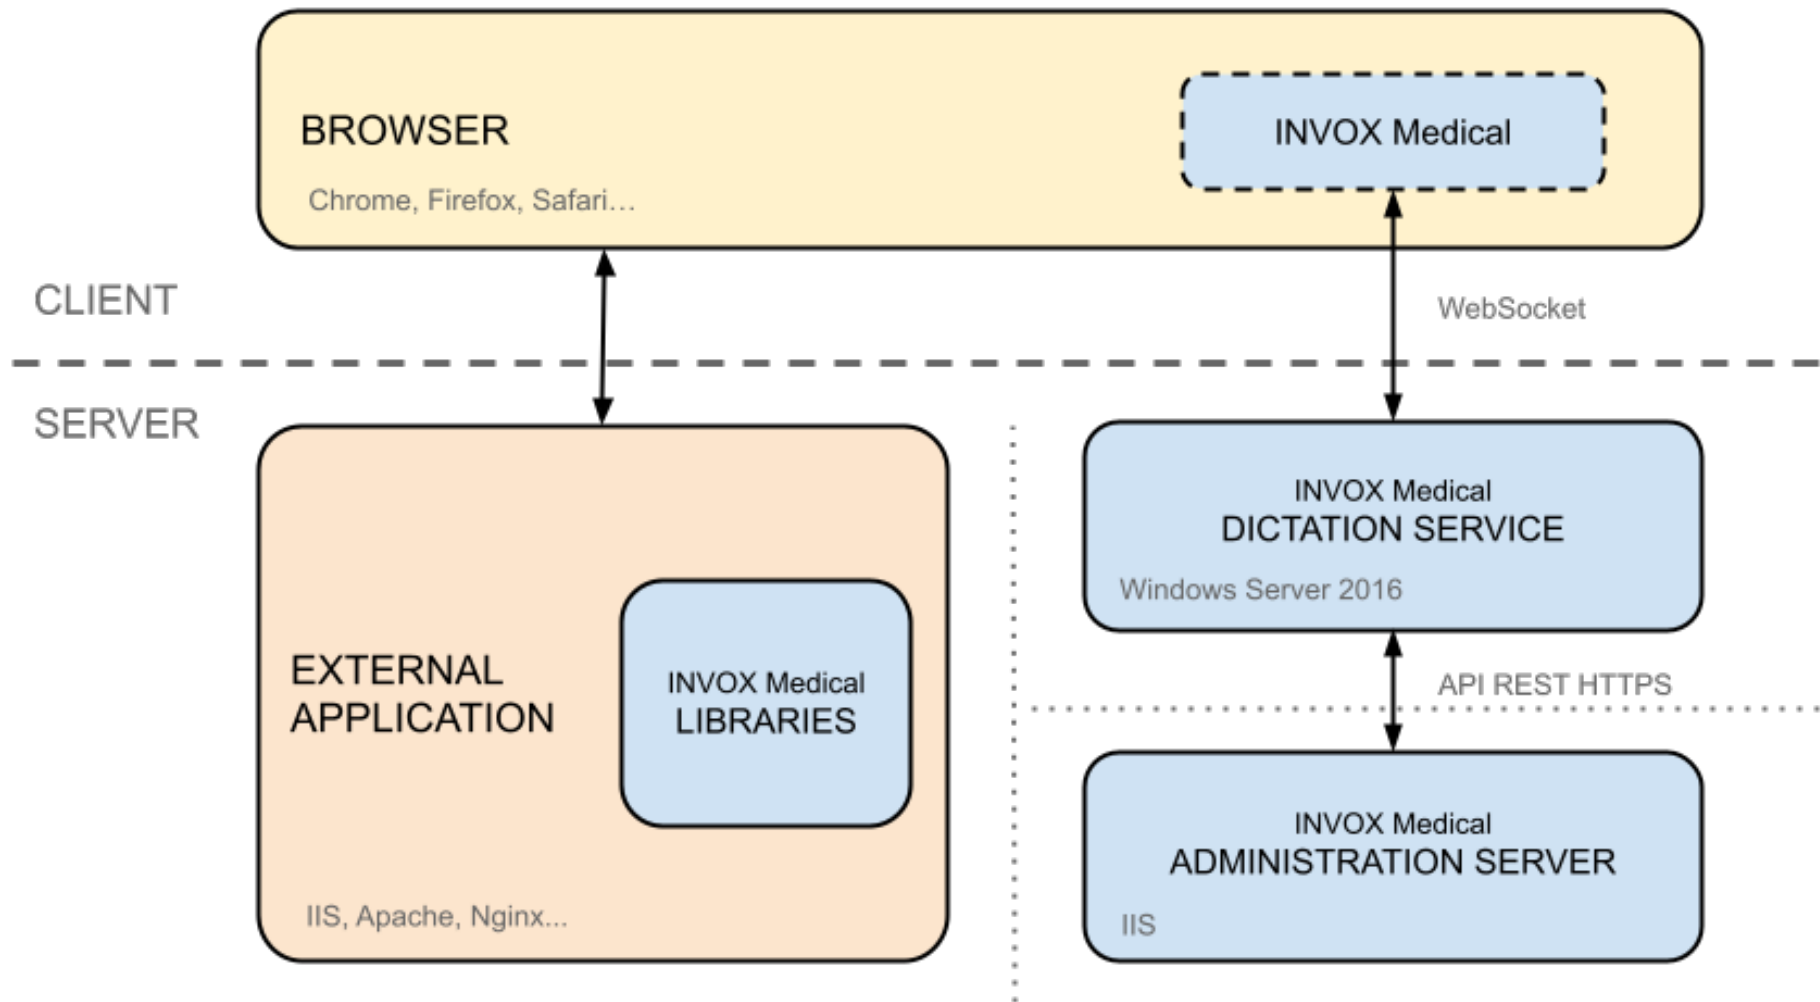 BROWSER
Chrome, Firefox, Safari…
INVOX Medical
CLIENT
WebSocket
SERVER
EXTERNAL
APPLICATION
INVOX Medical
LIBRARIES
IIS, Apache, Nginx...
INVOX Medical
DICTATION SERVICE
Windows Server 2016
API REST HTTPS
INVOX Medical
ADMINISTRATION SERVER
IIS